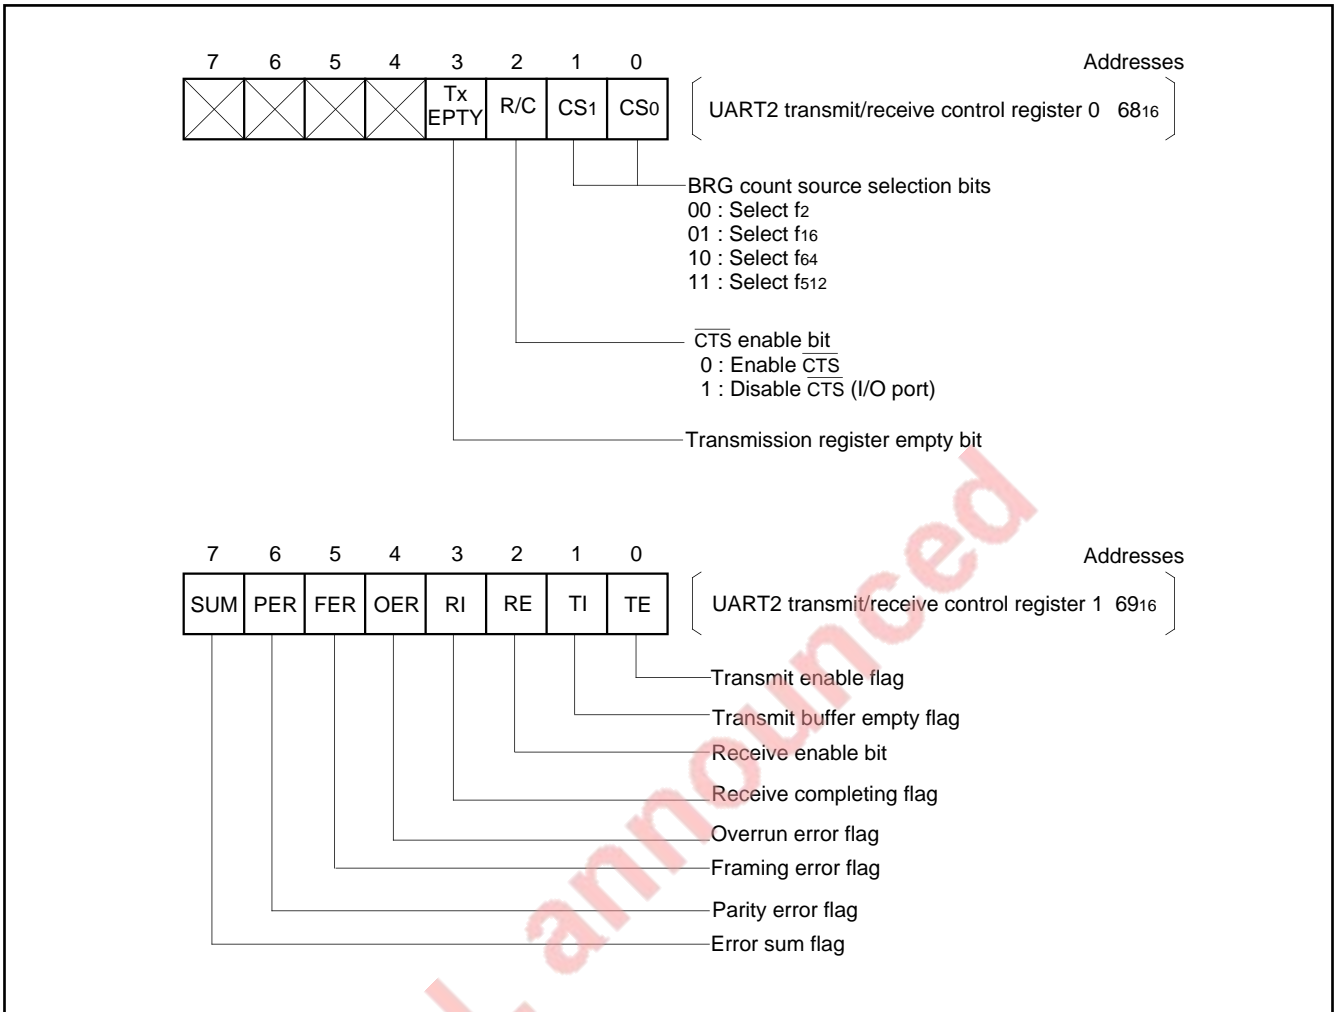 7 6 5 4 3 2 1 0 Addresses
Tx EPTY R/C CS1 CS0 UART2 transmit/receive control register 0 6816
BRG count source selection bits
00 : Select f2
01 : Select f16
10 : Select f64
11 : Select f512
CTS enable bit
0 : Enable CTS
1 : Disable CTS (I/O port)
Transmission register empty bit
7 6 5 4 3 2 1 0 Addresses
SUM PER FER OER RI RE TI TE UART2 transmit/receive control register 1 6916
Transmit enable flag
Transmit buffer empty flag
Receive enable bit
Receive completing flag
Overrun error flag
Framing error flag
Parity error flag
Error sum flag
announced